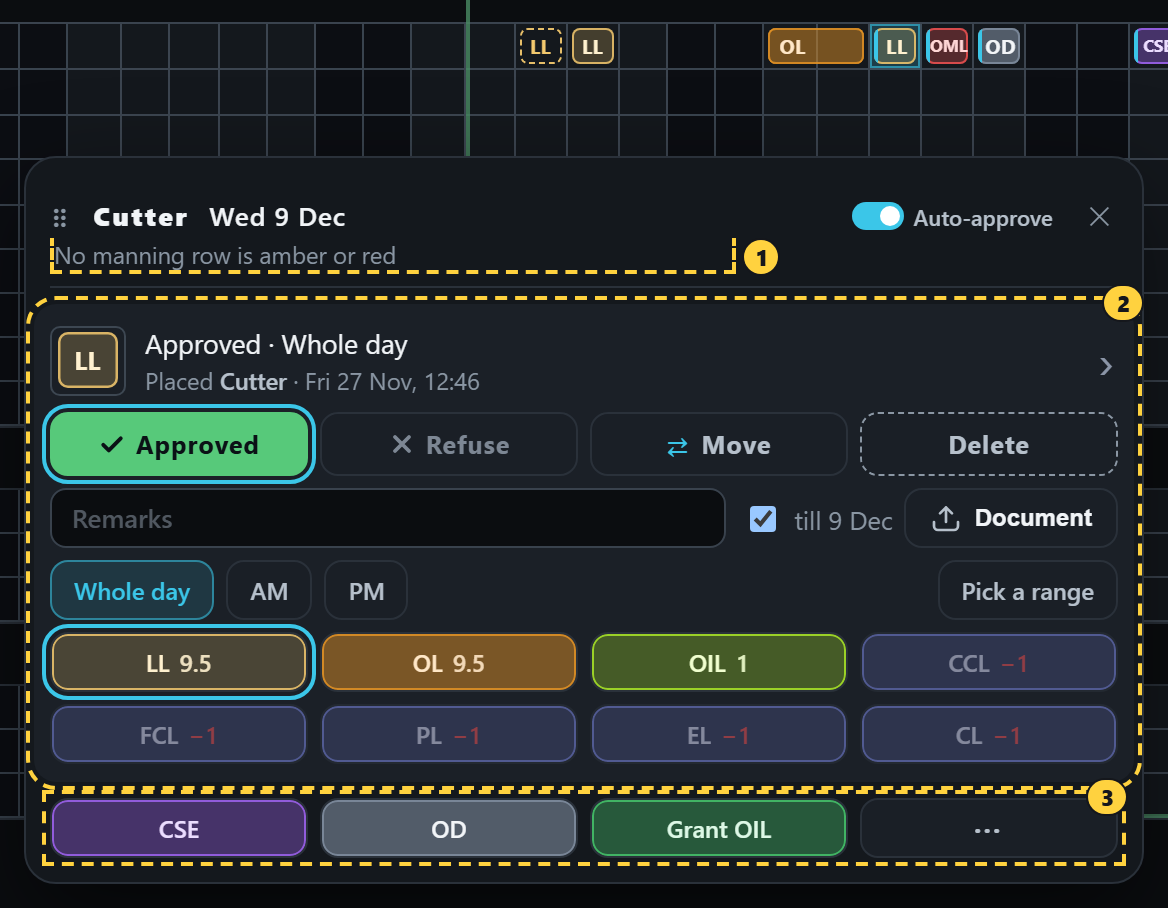 LL LL OL LL OML OD CSE
Cutter Wed 9 Dec Auto-approve
No manning row is amber or red 1
2
LL Approved · Whole day
Placed Cutter · Fri 27 Nov, 12:46
Approved Refuse Move Delete
Remarks till 9 Dec Document
Whole day AM PM Pick a range
LL 9.5 OL 9.5 OIL 1 CCL −1
FCL −1 PL −1 EL −1 CL −1
3
CSE OD Grant OIL ...